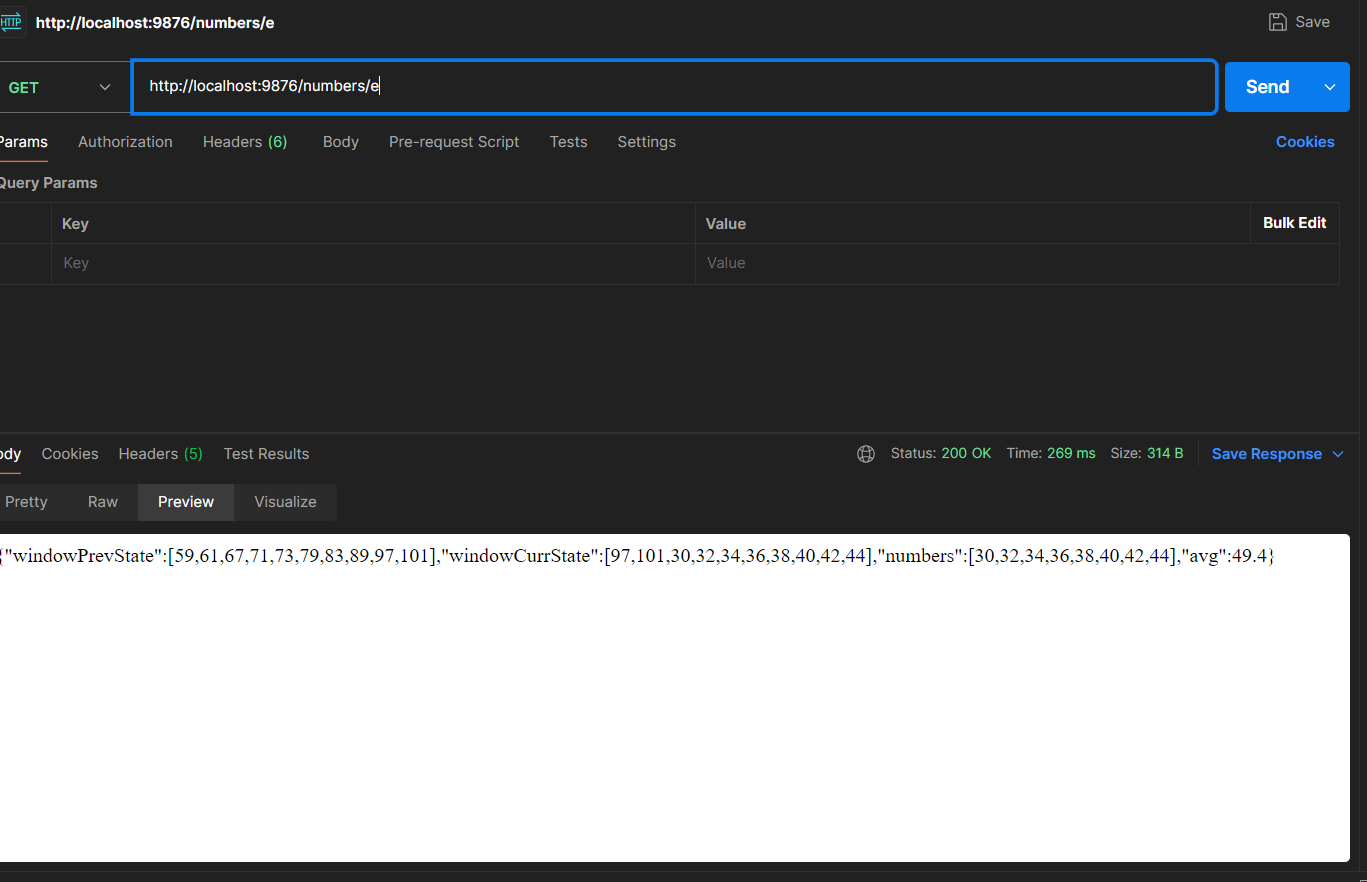 HTTP http://localhost:9876/numbers/e Save
GET http://localhost:9876/numbers/e Send
Params Authorization Headers (6) Body Pre-request Script Tests Settings Cookies
Query Params
Key Value Bulk Edit
Key Value
ody Cookies Headers (5) Test Results Status: 200 OK Time: 269 ms Size: 314 B Save Response
Pretty Raw Preview Visualize
{"windowPrevState":[59,61,67,71,73,79,83,89,97,101],"windowCurrState":[97,101,30,32,34,36,38,40,42,44],"numbers":[30,32,34,36,38,40,42,44],"avg":49.4}